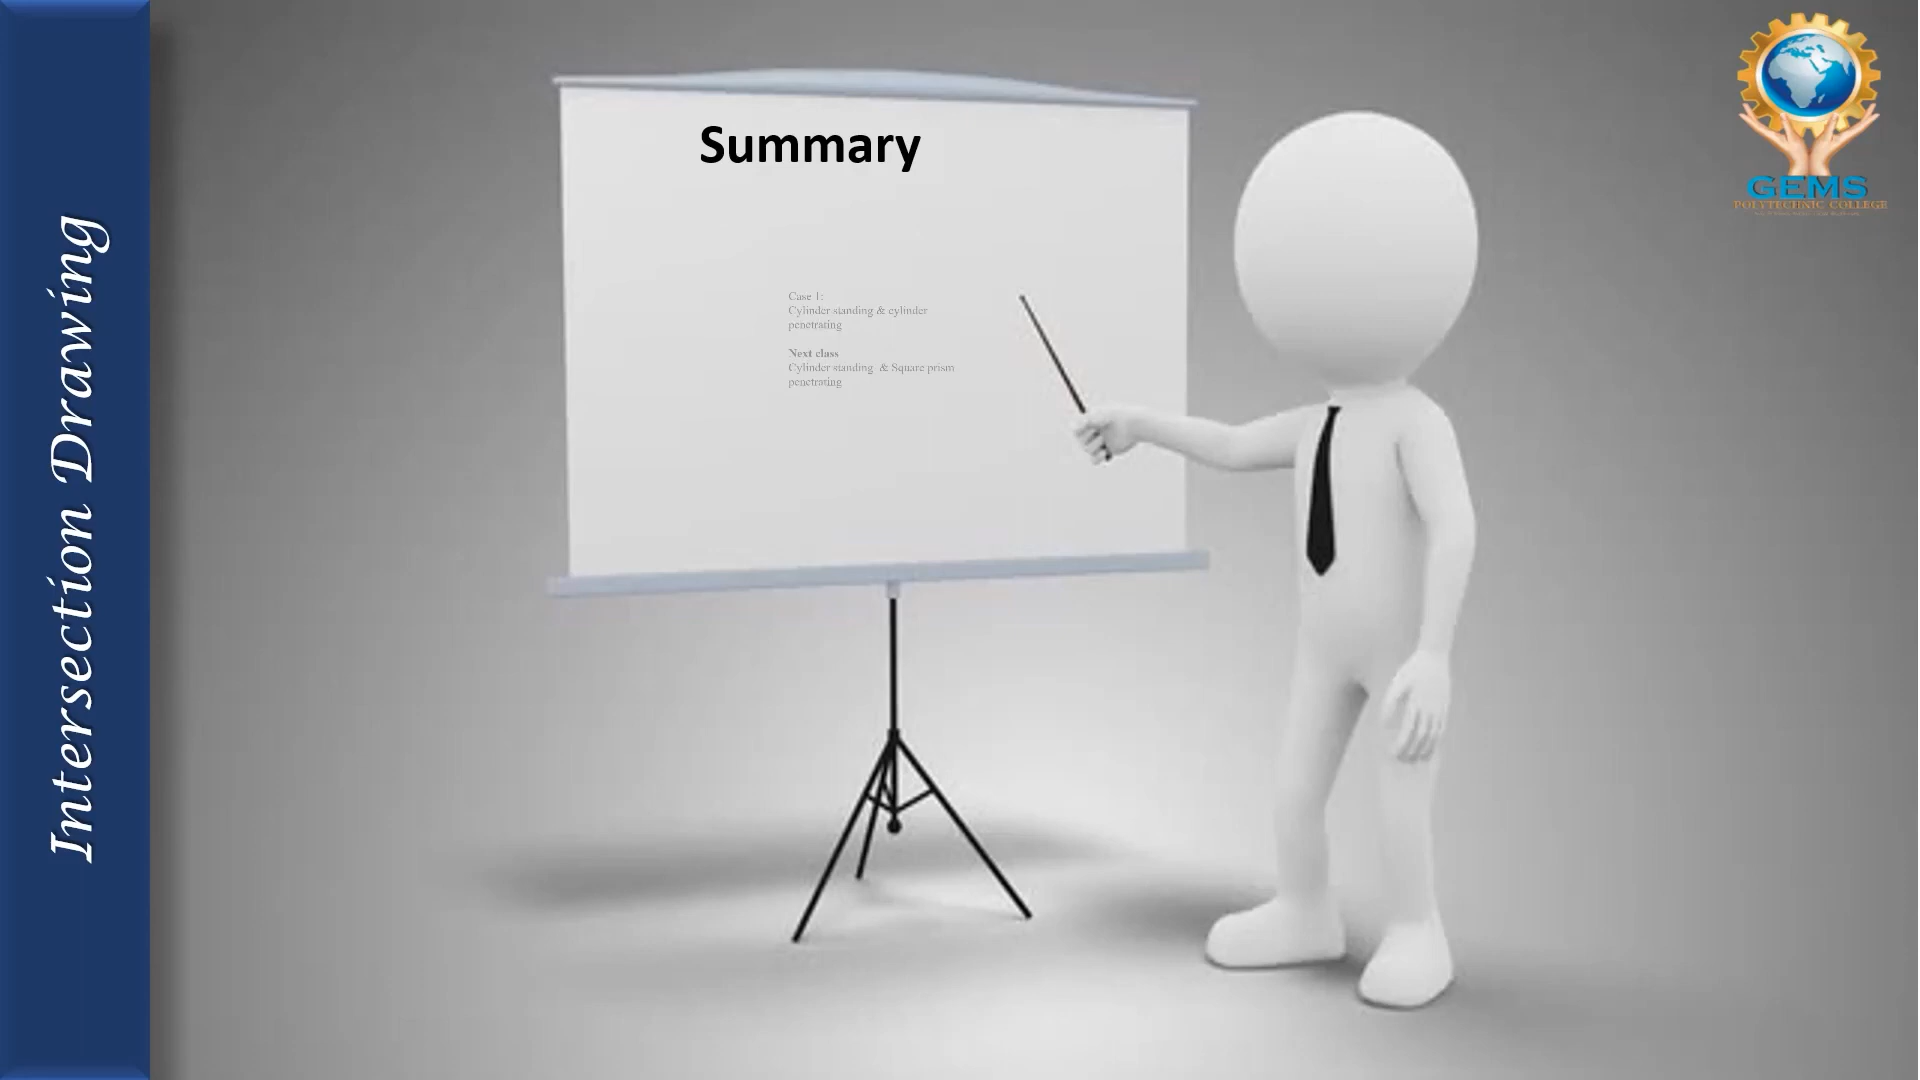 Intersection Drawing
Summary
Case 1:
Cylinder standing & cylinder
penetrating
Next class
Cylinder standing & Square prism
penetrating
GEMS
POLYTECHNIC COLLEGE